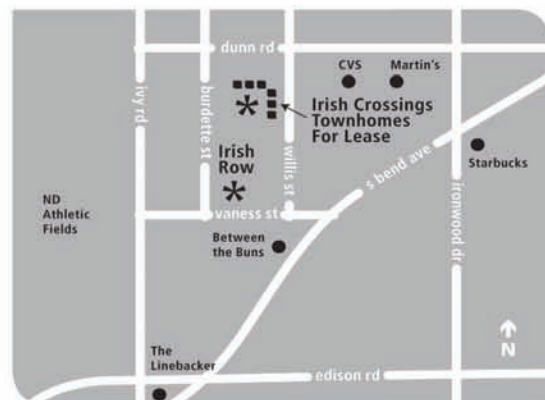 dunn rd
CVS
Martin's
ivy rd
burdette st
willis st
*
Irish Crossings
Townhomes
For Lease
Irish
Row
*
s bend ave
Starbucks
ironwood dr
ND
Athletic
Fields
vaness st
Between
the Buns
N
The
Linebacker
edison rd